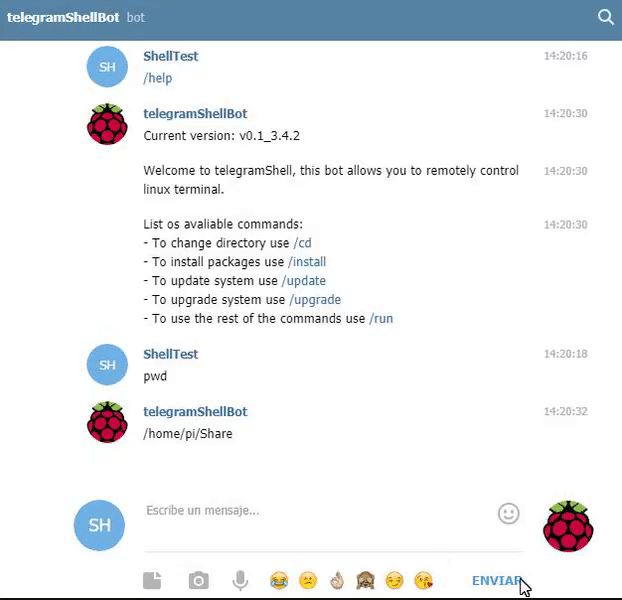 telegramShellBot bot
ShellTest 14:20:16
SH
/help
telegramShellBot 14:20:30
Current version: v0.1_3.4.2
Welcome to telegramShell, this bot allows you to remotely control 14:20:30
linux terminal.
List os avaliable commands: 14:20:30
- To change directory use /cd
- To install packages use /install
- To update system use /update
- To upgrade system use /upgrade
- To use the rest of the commands use /run
ShellTest 14:20:18
SH
pwd
telegramShellBot 14:20:32
/home/pi/Share
Escribe un mensaje...
SH
ENVIAR